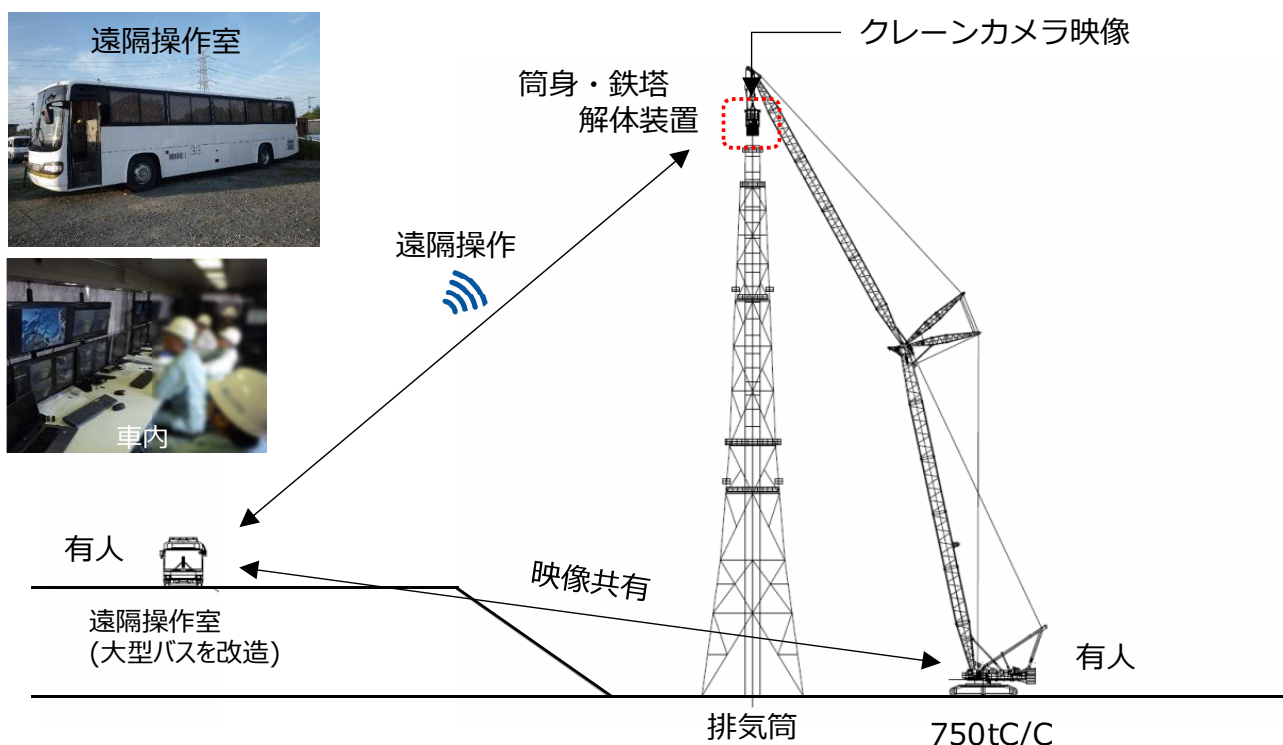 遠隔操作室
クレーンカメラ映像
筒身・鉄塔
解体装置
遠隔操作
車内
有人
映像共有
遠隔操作室
(大型バスを改造)
有人
排気筒
750tC/C